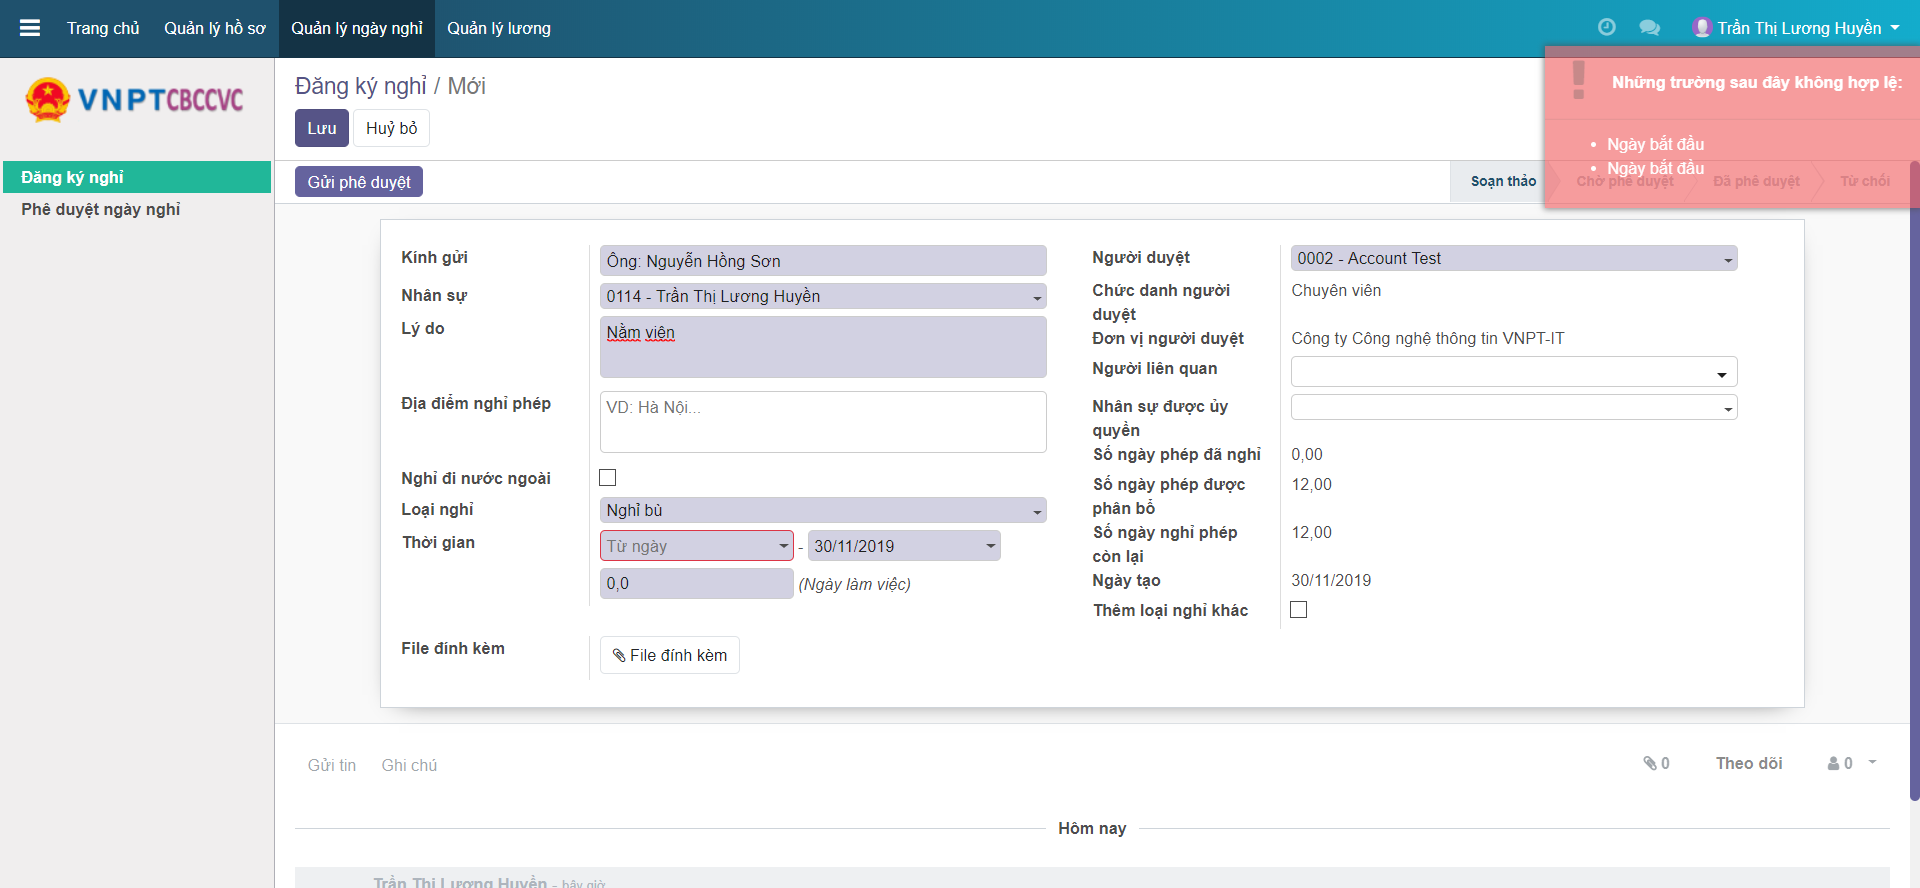 Trang chủ Quản lý hồ sơ Quản lý ngày nghỉ Quản lý lương Trần Thị Lương Huyền
VNPTCBCCVC
Đăng ký nghỉ
Phê duyệt ngày nghỉ
Đăng ký nghỉ / Mới
Lưu Huỷ bỏ
Những trường sau đây không hợp lệ:
Ngày bắt đầu
Ngày bắt đầu
Gửi phê duyệt
Soạn thảo Chờ phê duyệt Đã phê duyệt Từ chối
Kính gửi Ông: Nguyễn Hồng Sơn
Nhân sự 0114 - Trần Thị Lương Huyền
Lý do Nằm viên
Địa điểm nghỉ phép VD: Hà Nội...
Nghỉ đi nước ngoài
Loại nghỉ Nghỉ bù
Thời gian Từ ngày - 30/11/2019
0,0 (Ngày làm việc)
File đính kèm File đính kèm
Người duyệt 0002 - Account Test
Chức danh người Chuyên viên
duyệt
Đơn vị người duyệt Công ty Công nghệ thông tin VNPT-IT
Người liên quan
Nhân sự được ủy
quyền
Số ngày phép đã nghỉ 0,00
Số ngày phép được 12,00
phân bổ
Số ngày nghỉ phép 12,00
còn lại
Ngày tạo 30/11/2019
Thêm loại nghỉ khác
Gửi tin Ghi chú 0 Theo dõi 0
Hôm nay
Trần Thị Lương Huyền - bây giờ